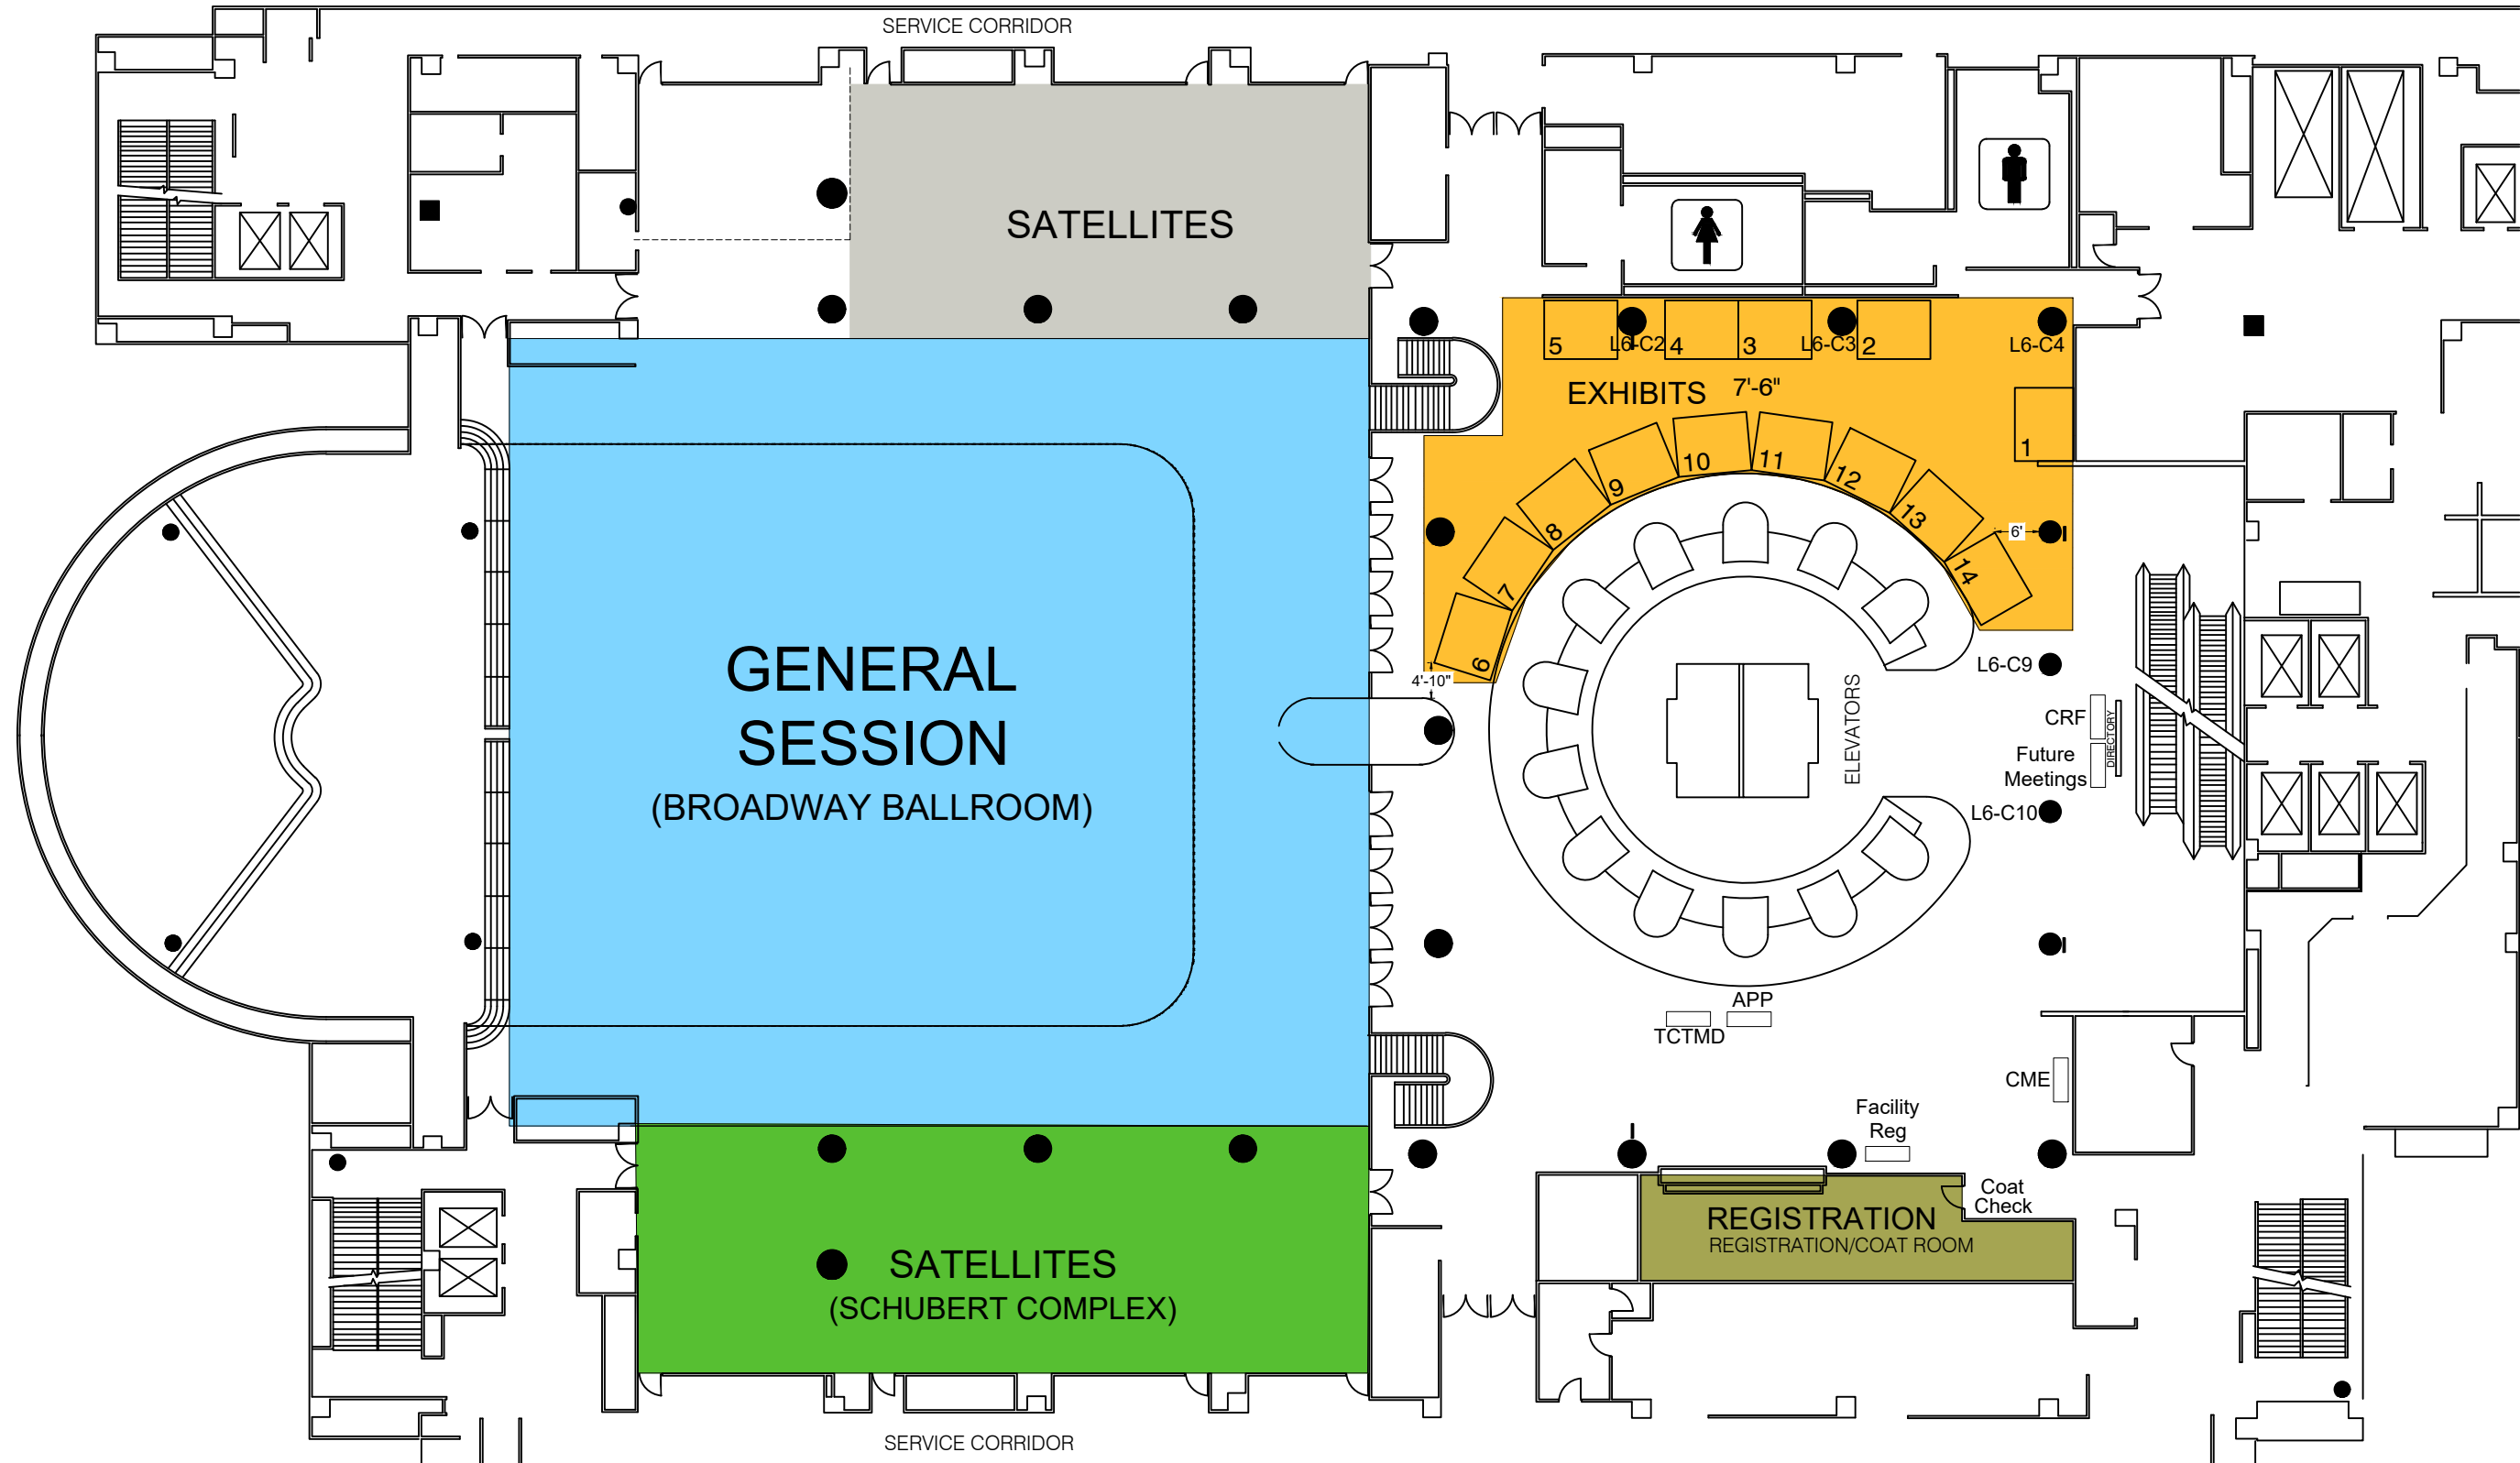 SERVICE CORRIDOR
SATELLITES
5
L6-C2
4
3
L6-C3
2
L6-C4
EXHIBITS
7'-6"
1
10
11
12
9
13
8
6'
14
7
6
4'-10"
GENERAL
SESSION
(BROADWAY BALLROOM)
ELEVATORS
L6-C9
CRF
DIRECTORY
Future
Meetings
L6-C10
APP
TCTMD
CME
Facility
Reg
Coat
Check
REGISTRATION
REGISTRATION/COAT ROOM
SATELLITES
(SCHUBERT COMPLEX)
SERVICE CORRIDOR